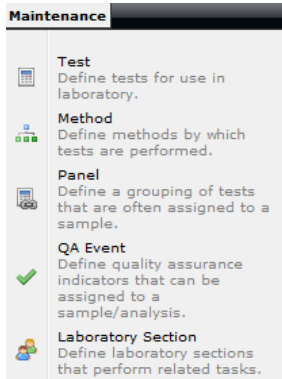 Maintenance
Test
Define tests for use in
laboratory.
Method
Define methods by which
tests are performed.
Panel
Define a grouping of tests
that are often assigned to a
sample.
QA Event
Define quality assurance
indicators that can be
assigned to a
sample/analysis.
Laboratory Section
Define laboratory sections
that perform related tasks.